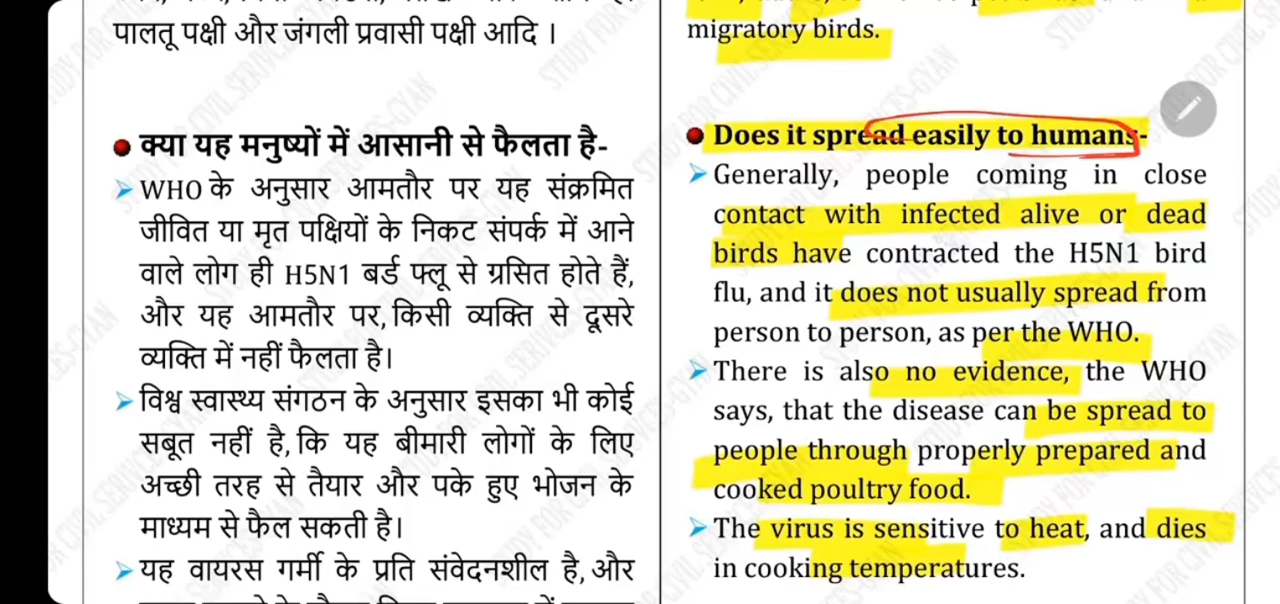 पालतू पक्षी और जंगली प्रवासी पक्षी आदि ।
क्या यह मनुष्यों में आसानी से फैलता है-
WHO के अनुसार आमतौर पर यह संक्रमित
जीवित या मृत पक्षियों के निकट संपर्क में आने
वाले लोग ही H5N1 बर्ड फ्लू से ग्रसित होते हैं,
और यह आमतौर पर, किसी व्यक्ति से दूसरे
व्यक्ति में नहीं फैलता है।
विश्व स्वास्थ्य संगठन के अनुसार इसका भी कोई
सबूत नहीं है, कि यह बीमारी लोगों के लिए
अच्छी तरह से तैयार और पके हुए भोजन के
माध्यम से फैल सकती है।
यह वायरस गर्मी के प्रति संवेदनशील है, और
migratory birds.
Does it spread easily to humans-
Generally, people coming in close
contact with infected alive or dead
birds have contracted the H5N1 bird
flu, and it does not usually spread from
person to person, as per the WHO.
There is also no evidence, the WHO
says, that the disease can be spread to
people through properly prepared and
cooked poultry food.
The virus is sensitive to heat, and dies
in cooking temperatures.